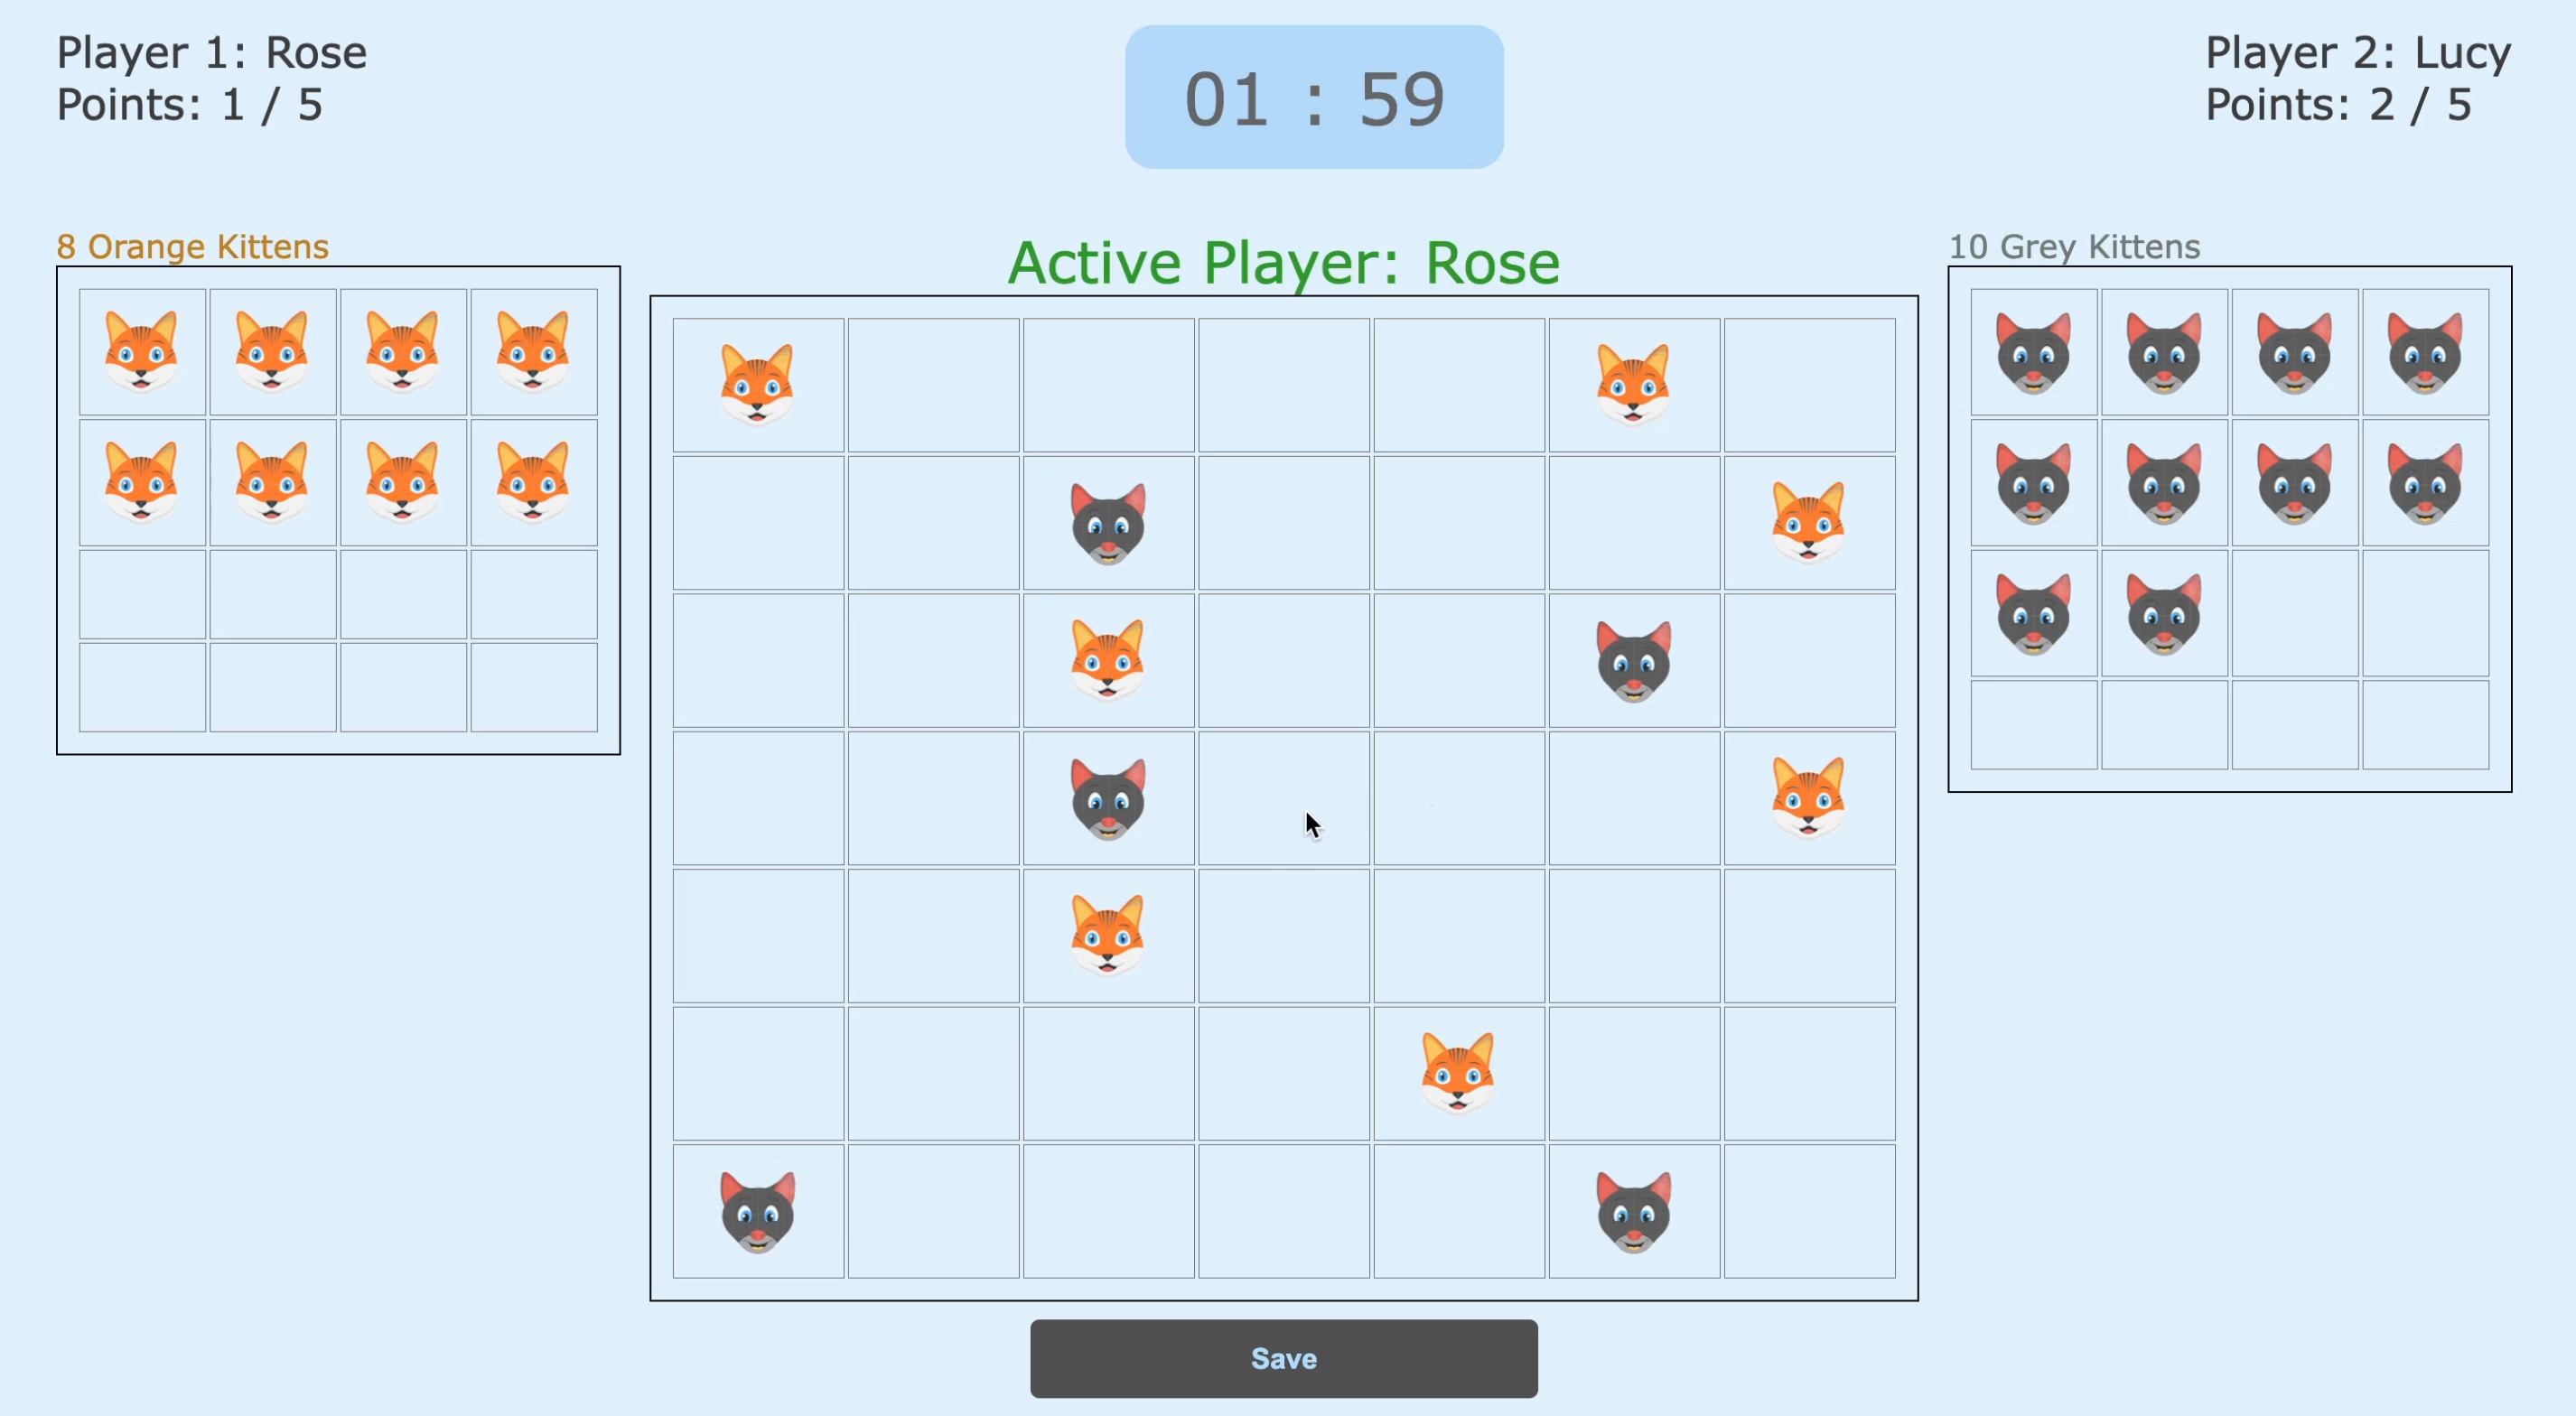 Player 1: Rose
Points: 1 / 5
01 : 59
Player 2: Lucy
Points: 2 / 5
8 Orange Kittens
Active Player: Rose
10 Grey Kittens
Save